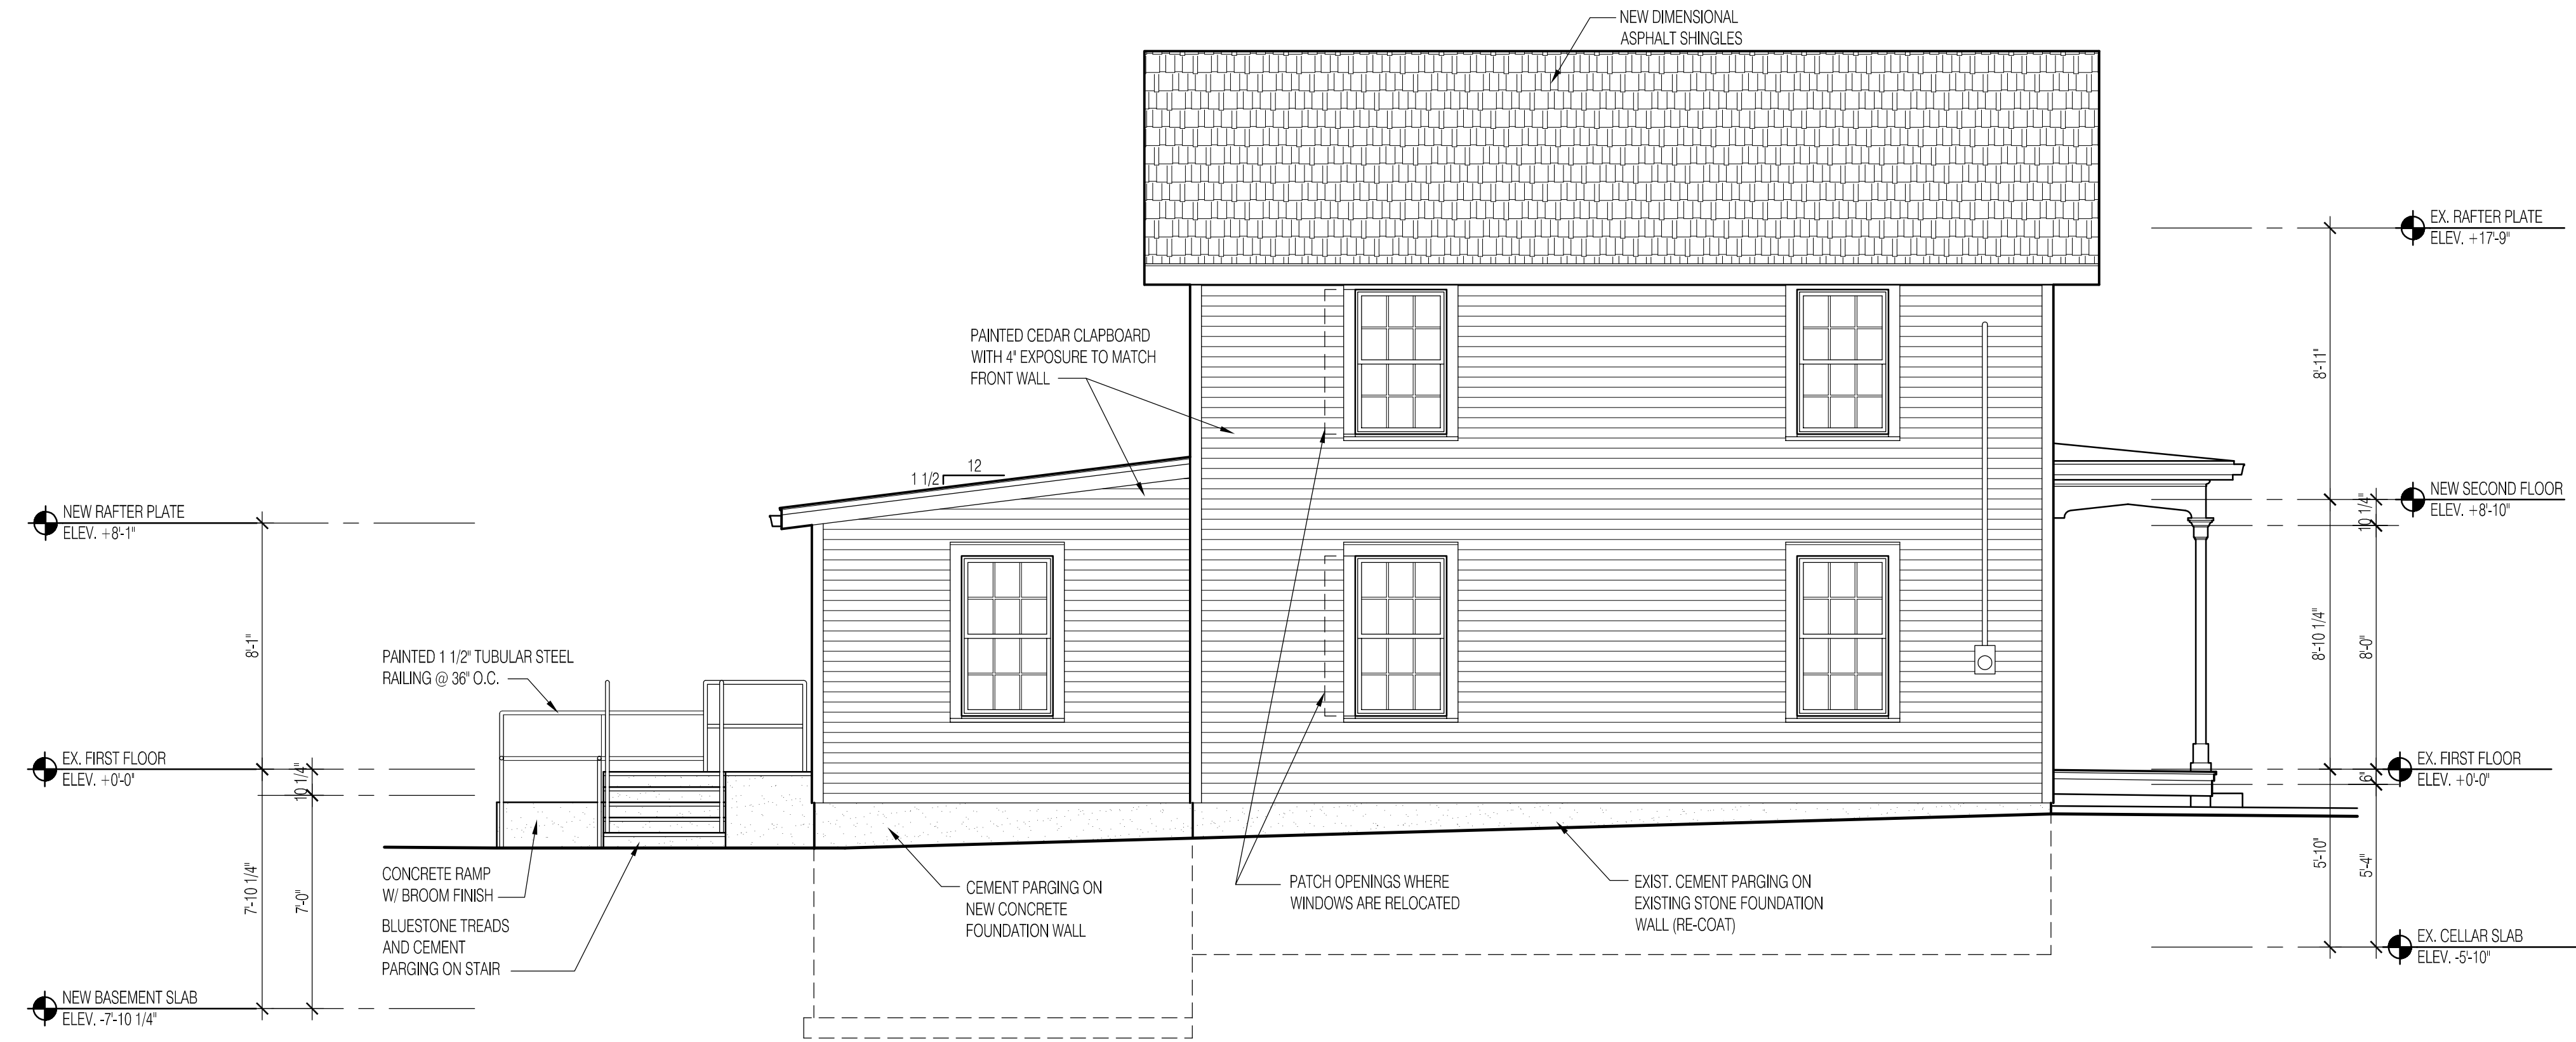 NEW DIMENSIONAL
ASPHALT SHINGLES
EX. RAFTER PLATE
ELEV. +17'-9"
PAINTED CEDAR CLAPBOARD
WITH 4" EXPOSURE TO MATCH
FRONT WALL
8'-11"
12
1 1/2
NEW RAFTER PLATE
ELEV. +8'-1"
NEW SECOND FLOOR
ELEV. +8'-10"
10 1/4"
8'-1"
8'-10 1/4"
8'-0"
PAINTED 1 1/2" TUBULAR STEEL
RAILING @ 36" O.C.
EX. FIRST FLOOR
ELEV. +0'-0"
10 1/4"
EX. FIRST FLOOR
ELEV. +0'-0"
6"
7'-10 1/4"
7'-0"
CONCRETE RAMP
W/ BROOM FINISH
BLUESTONE TREADS
AND CEMENT
PARGING ON STAIR
CEMENT PARGING ON
NEW CONCRETE
FOUNDATION WALL
PATCH OPENINGS WHERE
WINDOWS ARE RELOCATED
EXIST. CEMENT PARGING ON
EXISTING STONE FOUNDATION
WALL (RE-COAT)
5'-10"
5'-4"
EX. CELLAR SLAB
ELEV. -5'-10"
NEW BASEMENT SLAB
ELEV. -7'-10 1/4"